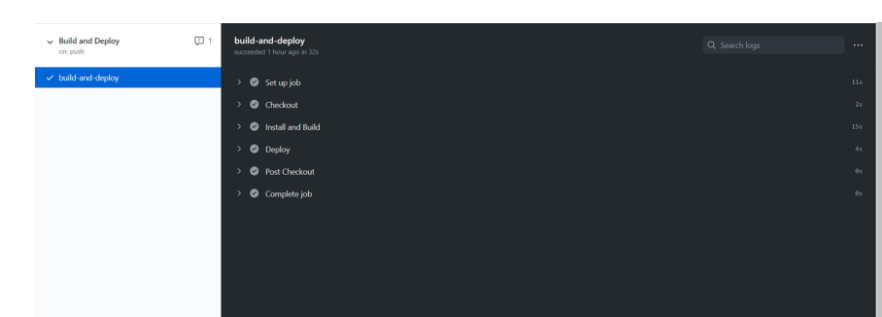 Build and Deploy
on: push
1
build-and-deploy
build-and-deploy
succeeded 1 hour ago in 32s
Search logs
Set up job
11s
Checkout
2s
Install and Build
15s
Deploy
4s
Post Checkout
0s
Complete job
0s